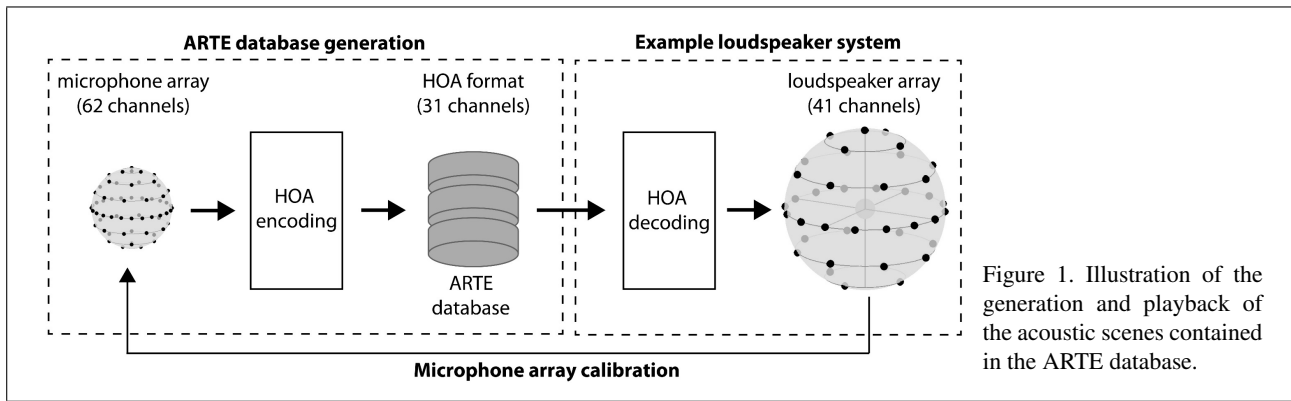 ARTE database generation
Example loudspeaker system
microphone array
(62 channels)
HOA format
(31 channels)
loudspeaker array
(41 channels)
HOA
encoding
HOA
decoding
ARTE
database
Microphone array calibration
Figure 1. Illustration of the
generation and playback of
the acoustic scenes contained
in the ARTE database.